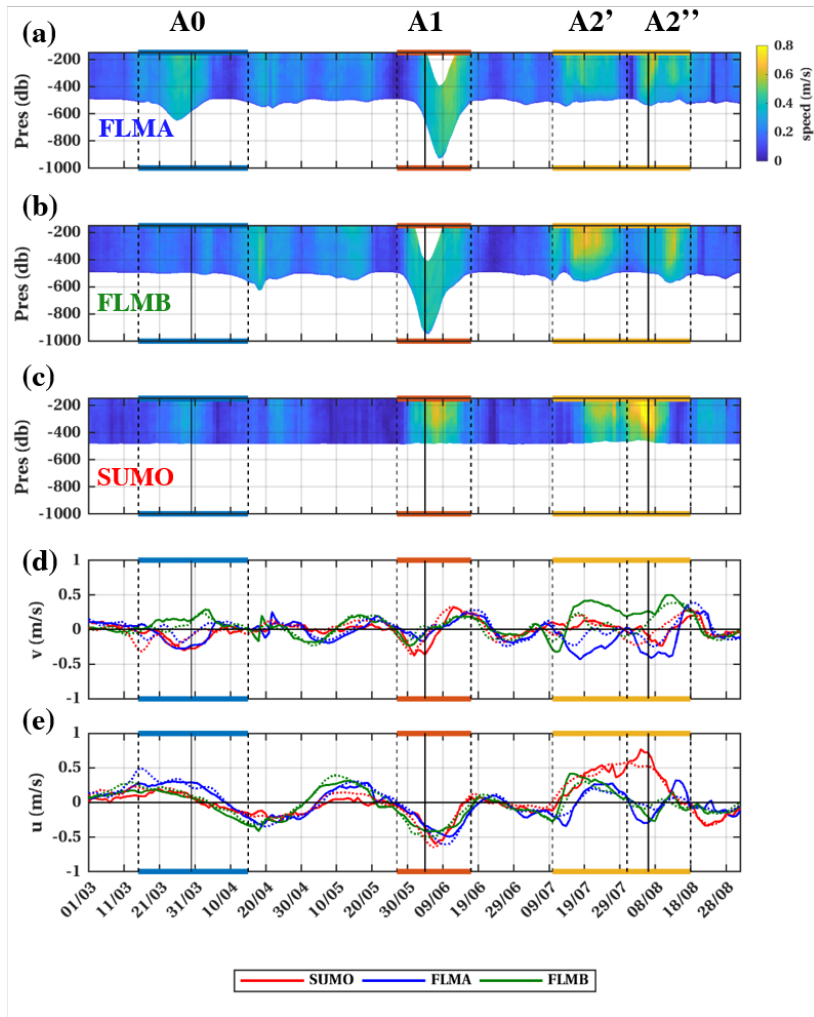 A0 A1 A2' A2''
(a)
-200
-400
-600
-800
-1000
Pres (db)
FLMA
0.8
0.6
0.4
0.2
0
speed (m/s)
(b)
-200
-400
-600
-800
-1000
Pres (db)
FLMB
(c)
-200
-400
-600
-800
-1000
Pres (db)
SUMO
(d)
1
0.5
0
-0.5
-1
v (m/s)
(e)
1
0.5
0
-0.5
-1
u (m/s)
01/03 11/03 21/03 31/03 10/04 20/04 30/04 10/05 20/05 30/05 09/06 19/06 29/06 09/07 19/07 29/07 08/08 18/08 28/08
SUMO FLMA FLMB